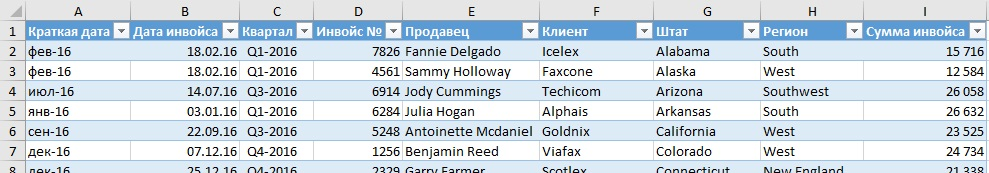 A B C D E F G H I
1 Краткая дата Дата инвойса Квартал Инвойс № Продавец Клиент Штат Регион Сумма инвойса
2 фев-16 18.02.16 Q1-2016 7826 Fannie Delgado Icelex Alabama South 15 716
3 фев-16 18.02.16 Q1-2016 4561 Sammy Holloway Faxcone Alaska West 12 584
4 июл-16 14.07.16 Q3-2016 6914 Jody Cummings Techicom Arizona Southwest 26 058
5 янв-16 03.01.16 Q1-2016 6284 Julia Hogan Alphais Arkansas South 26 632
6 сен-16 22.09.16 Q3-2016 5248 Antoinette Mcdaniel Goldnix California West 23 525
7 дек-16 07.12.16 Q4-2016 1256 Benjamin Reed Viafax Colorado West 24 734
8 дек-16 25.12.16 Q4-2016 2329 Garry Farmer Scotlex Connecticut New England 21 338